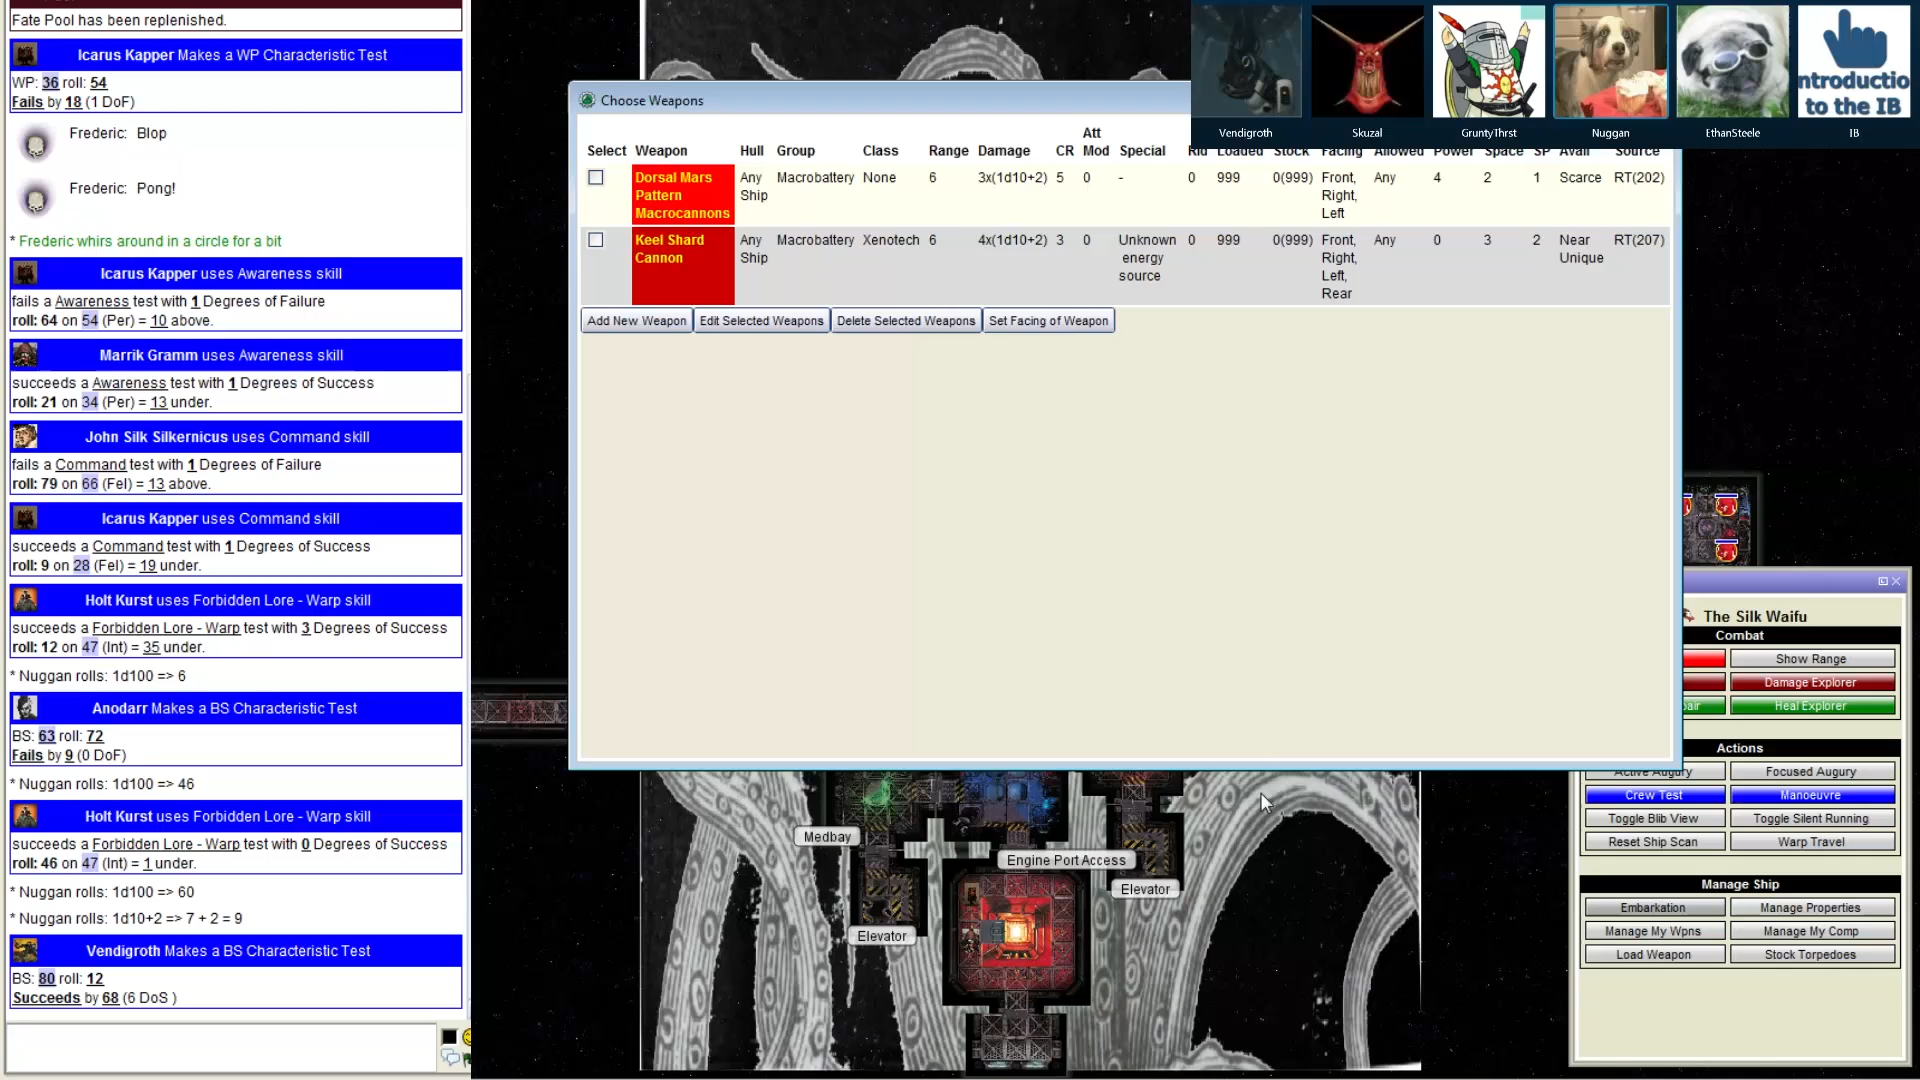 Fate Pool has been replenished.
Icarus Kapper Makes a WP Characteristic Test
WP: 36 roll: 54
Fails by 18 (1 DoF)
Frederic: Blop
Frederic: Pong!
* Frederic whirs around in a circle for a bit
Icarus Kapper uses Awareness skill
fails a Awareness test with 1 Degrees of Failure
roll: 64 on 54 (Per) = 10 above.
Marrik Gramm uses Awareness skill
succeeds a Awareness test with 1 Degrees of Success
roll: 21 on 34 (Per) = 13 under.
John Silk Silkernicus uses Command skill
fails a Command test with 1 Degrees of Failure
roll: 79 on 66 (Fel) = 13 above.
Icarus Kapper uses Command skill
succeeds a Command test with 1 Degrees of Success
roll: 9 on 28 (Fel) = 19 under.
Holt Kurst uses Forbidden Lore - Warp skill
succeeds a Forbidden Lore - Warp test with 3 Degrees of Success
roll: 12 on 47 (Int) = 35 under.
* Nuggan rolls: 1d100 => 6
Anodarr Makes a BS Characteristic Test
BS: 63 roll: 72
Fails by 9 (0 DoF)
* Nuggan rolls: 1d100 => 46
Holt Kurst uses Forbidden Lore - Warp skill
succeeds a Forbidden Lore - Warp test with 0 Degrees of Success
roll: 46 on 47 (Int) = 1 under.
* Nuggan rolls: 1d100 => 60
* Nuggan rolls: 1d10+2 => 7 + 2 = 9
Vendigroth Makes a BS Characteristic Test
BS: 80 roll: 12
Succeeds by 68 (6 DoS )
Choose Weapons
Select Weapon Hull Group Class Range Damage CR Att Mod Special Rld Loaded Stock Facing Allowed Power Space SP Avail Source
Dorsal Mars Pattern Macrocannons Any Ship Macrobattery None 6 3x(1d10+2) 5 0 - 0 999 0(999) Front, Right, Left Any 4 2 1 Scarce RT(202)
Keel Shard Cannon Any Ship Macrobattery Xenotech 6 4x(1d10+2) 3 0 Unknown energy source 0 999 0(999) Front, Right, Left, Rear Any 0 3 2 Near Unique RT(207)
Add New Weapon Edit Selected Weapons Delete Selected Weapons Set Facing of Weapon
Vendigroth Skuzal GruntyThrst Nuggan EthanSteele IB
ntroductio
to the IB
Medbay
Engine Port Access
Elevator
Elevator
The Silk Waifu
Combat
Show Range
Damage Explorer
pair Heal Explorer
Actions
Active Augury Focused Augury
Crew Test Manoeuvre
Toggle Blib View Toggle Silent Running
Reset Ship Scan Warp Travel
Manage Ship
Embarkation Manage Properties
Manage My Wpns Manage My Comp
Load Weapon Stock Torpedoes